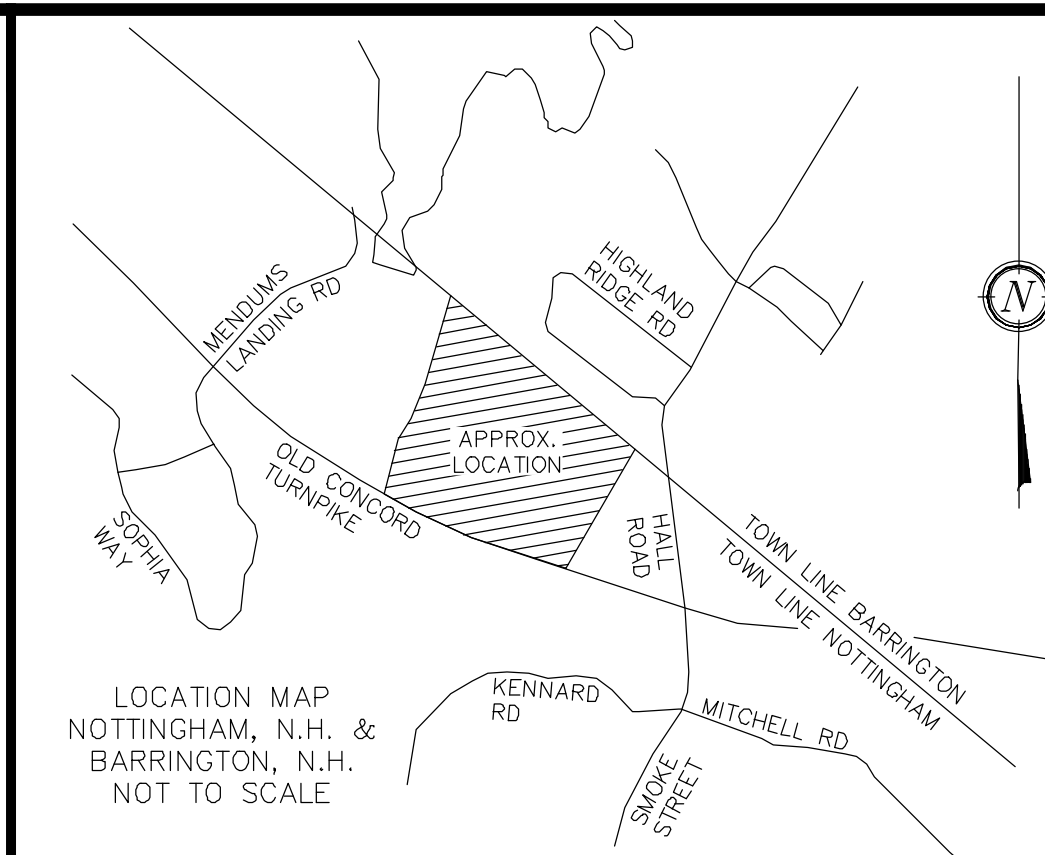 HIGHLAND
RIDGE RD
MENDUMS
LANDING RD
N
APPROX.
LOCATION
OLD CONCORD
TURNPIKE
SOPHIA
WAY
HALL
ROAD
TOWN LINE BARRINGTON
TOWN LINE NOTTINGHAM
KENNARD
RD
MITCHELL RD
SMOKE
STREET
LOCATION MAP
NOTTINGHAM, N.H. &
BARRINGTON, N.H.
NOT TO SCALE